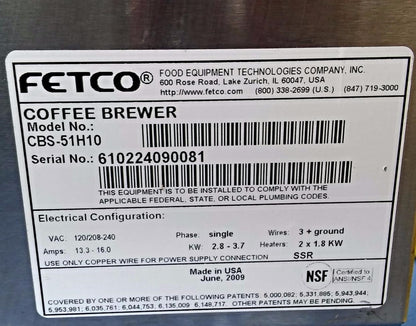 FETCO®
FOOD EQUIPMENT TECHNOLOGIES COMPANY, INC.
600 Rose Road, Lake Zurich, IL 60047, USA
http://www.fetco.com (800) 338-2699 (U.S.) (847) 719-3000
COFFEE BREWER
Model No.:
CBS-51H10
Serial No.: 610224090081
THIS EQUIPMENT IS TO BE INSTALLED TO COMPLY WITH THE
APPLICABLE FEDERAL, STATE, OR LOCAL PLUMBING CODES.
Electrical Configuration:
VAC: 120/208-240 Phase: single Wires: 3 + ground
Amps: 13.3 - 16.0 KW: 2.8 - 3.7 Heaters: 2 x 1.8 KW
USE ONLY COPPER WIRE FOR POWER SUPPLY CONNECTION SSR
Made in USA
June, 2009
NSF® Certified to
ANSI/NSF 4
COVERED BY ONE OR MORE OF THE FOLLOWING PATENTS: 5,000,082; 5,331,885; 5,943,944;
5,953,981; 6,035,761; 6,044,753; 6,135,009; 6,148,717. OTHER PATENTS MAY BE PENDING.